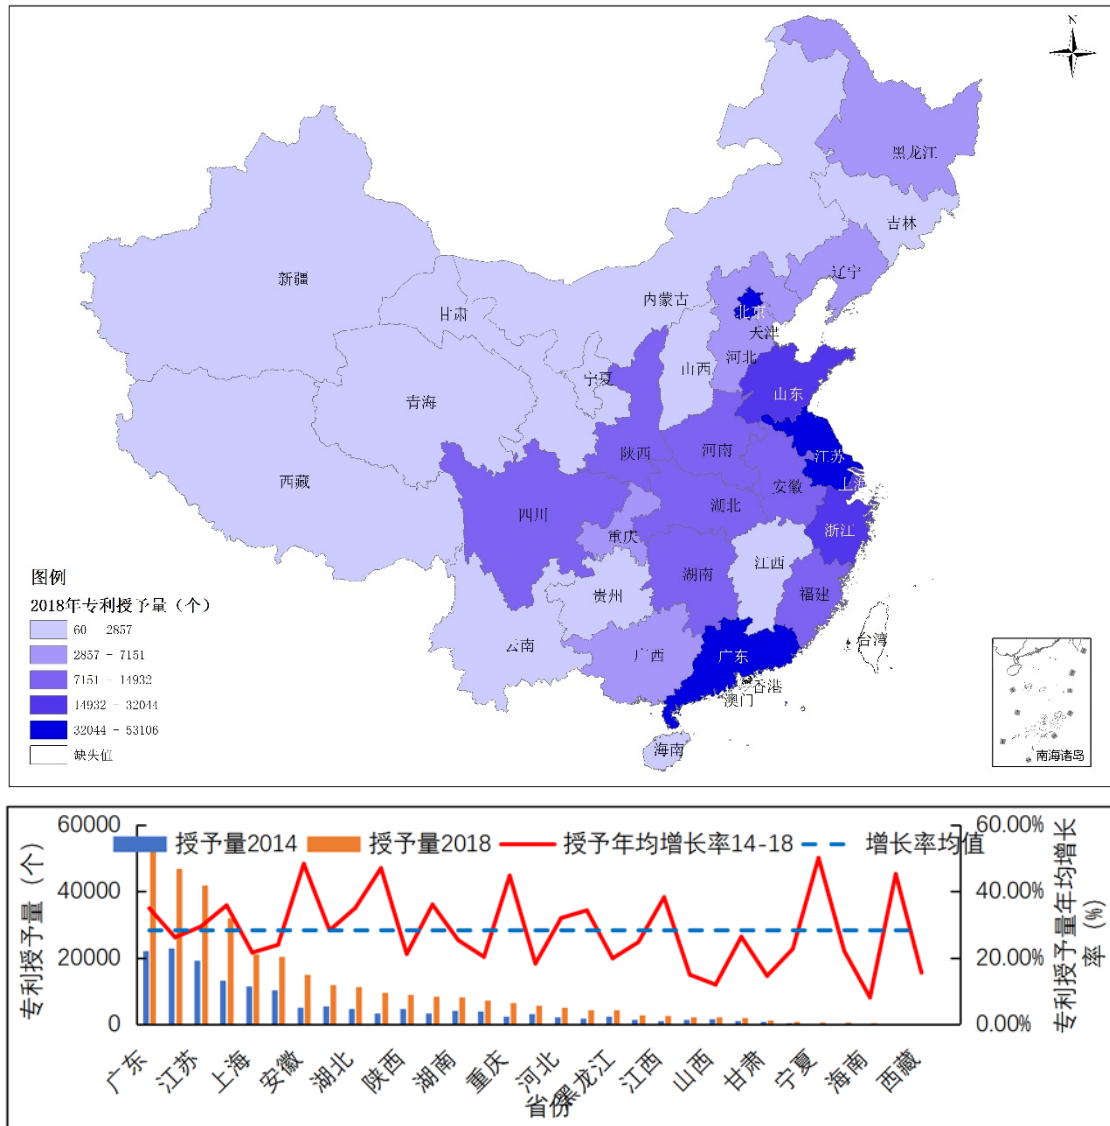 N
黑龙江
吉林
辽宁
新疆
内蒙古
甘肃
北京
天津
河北
山西
宁夏
山东
青海
陕西
河南
江苏
西藏
安徽
上海
四川
湖北
浙江
重庆
江西
湖南
贵州
福建
云南
广西
广东
台湾
香港
澳门
海南
南海诸岛
图例
2018年专利授予量（个）
60 2857
2857 - 7151
7151 - 14932
14932 - 32044
32044 - 53106
缺失值
授予量2014 授予量2018 授予年均增长率14-18 增长率均值
专利授予量（个）
60000
40000
20000
0
60.00%
40.00%
20.00%
0.00%
专利授予量年均增长
率（%）
广东 江苏 上海 安徽 湖北 陕西 湖南 重庆 河北 黑龙江 江西 山西 甘肃 宁夏 海南 西藏
省份